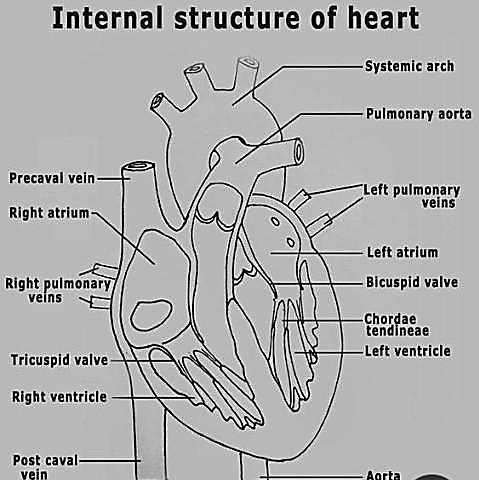 Internal structure of heart
Systemic arch
Pulmonary aorta
Precaval vein
Left pulmonary
veins
Right atrium
Left atrium
Right pulmonary
veins
Bicuspid valve
Chordae
tendineae
Left ventricle
Tricuspid valve
Right ventricle
Post caval
vein
Aorta